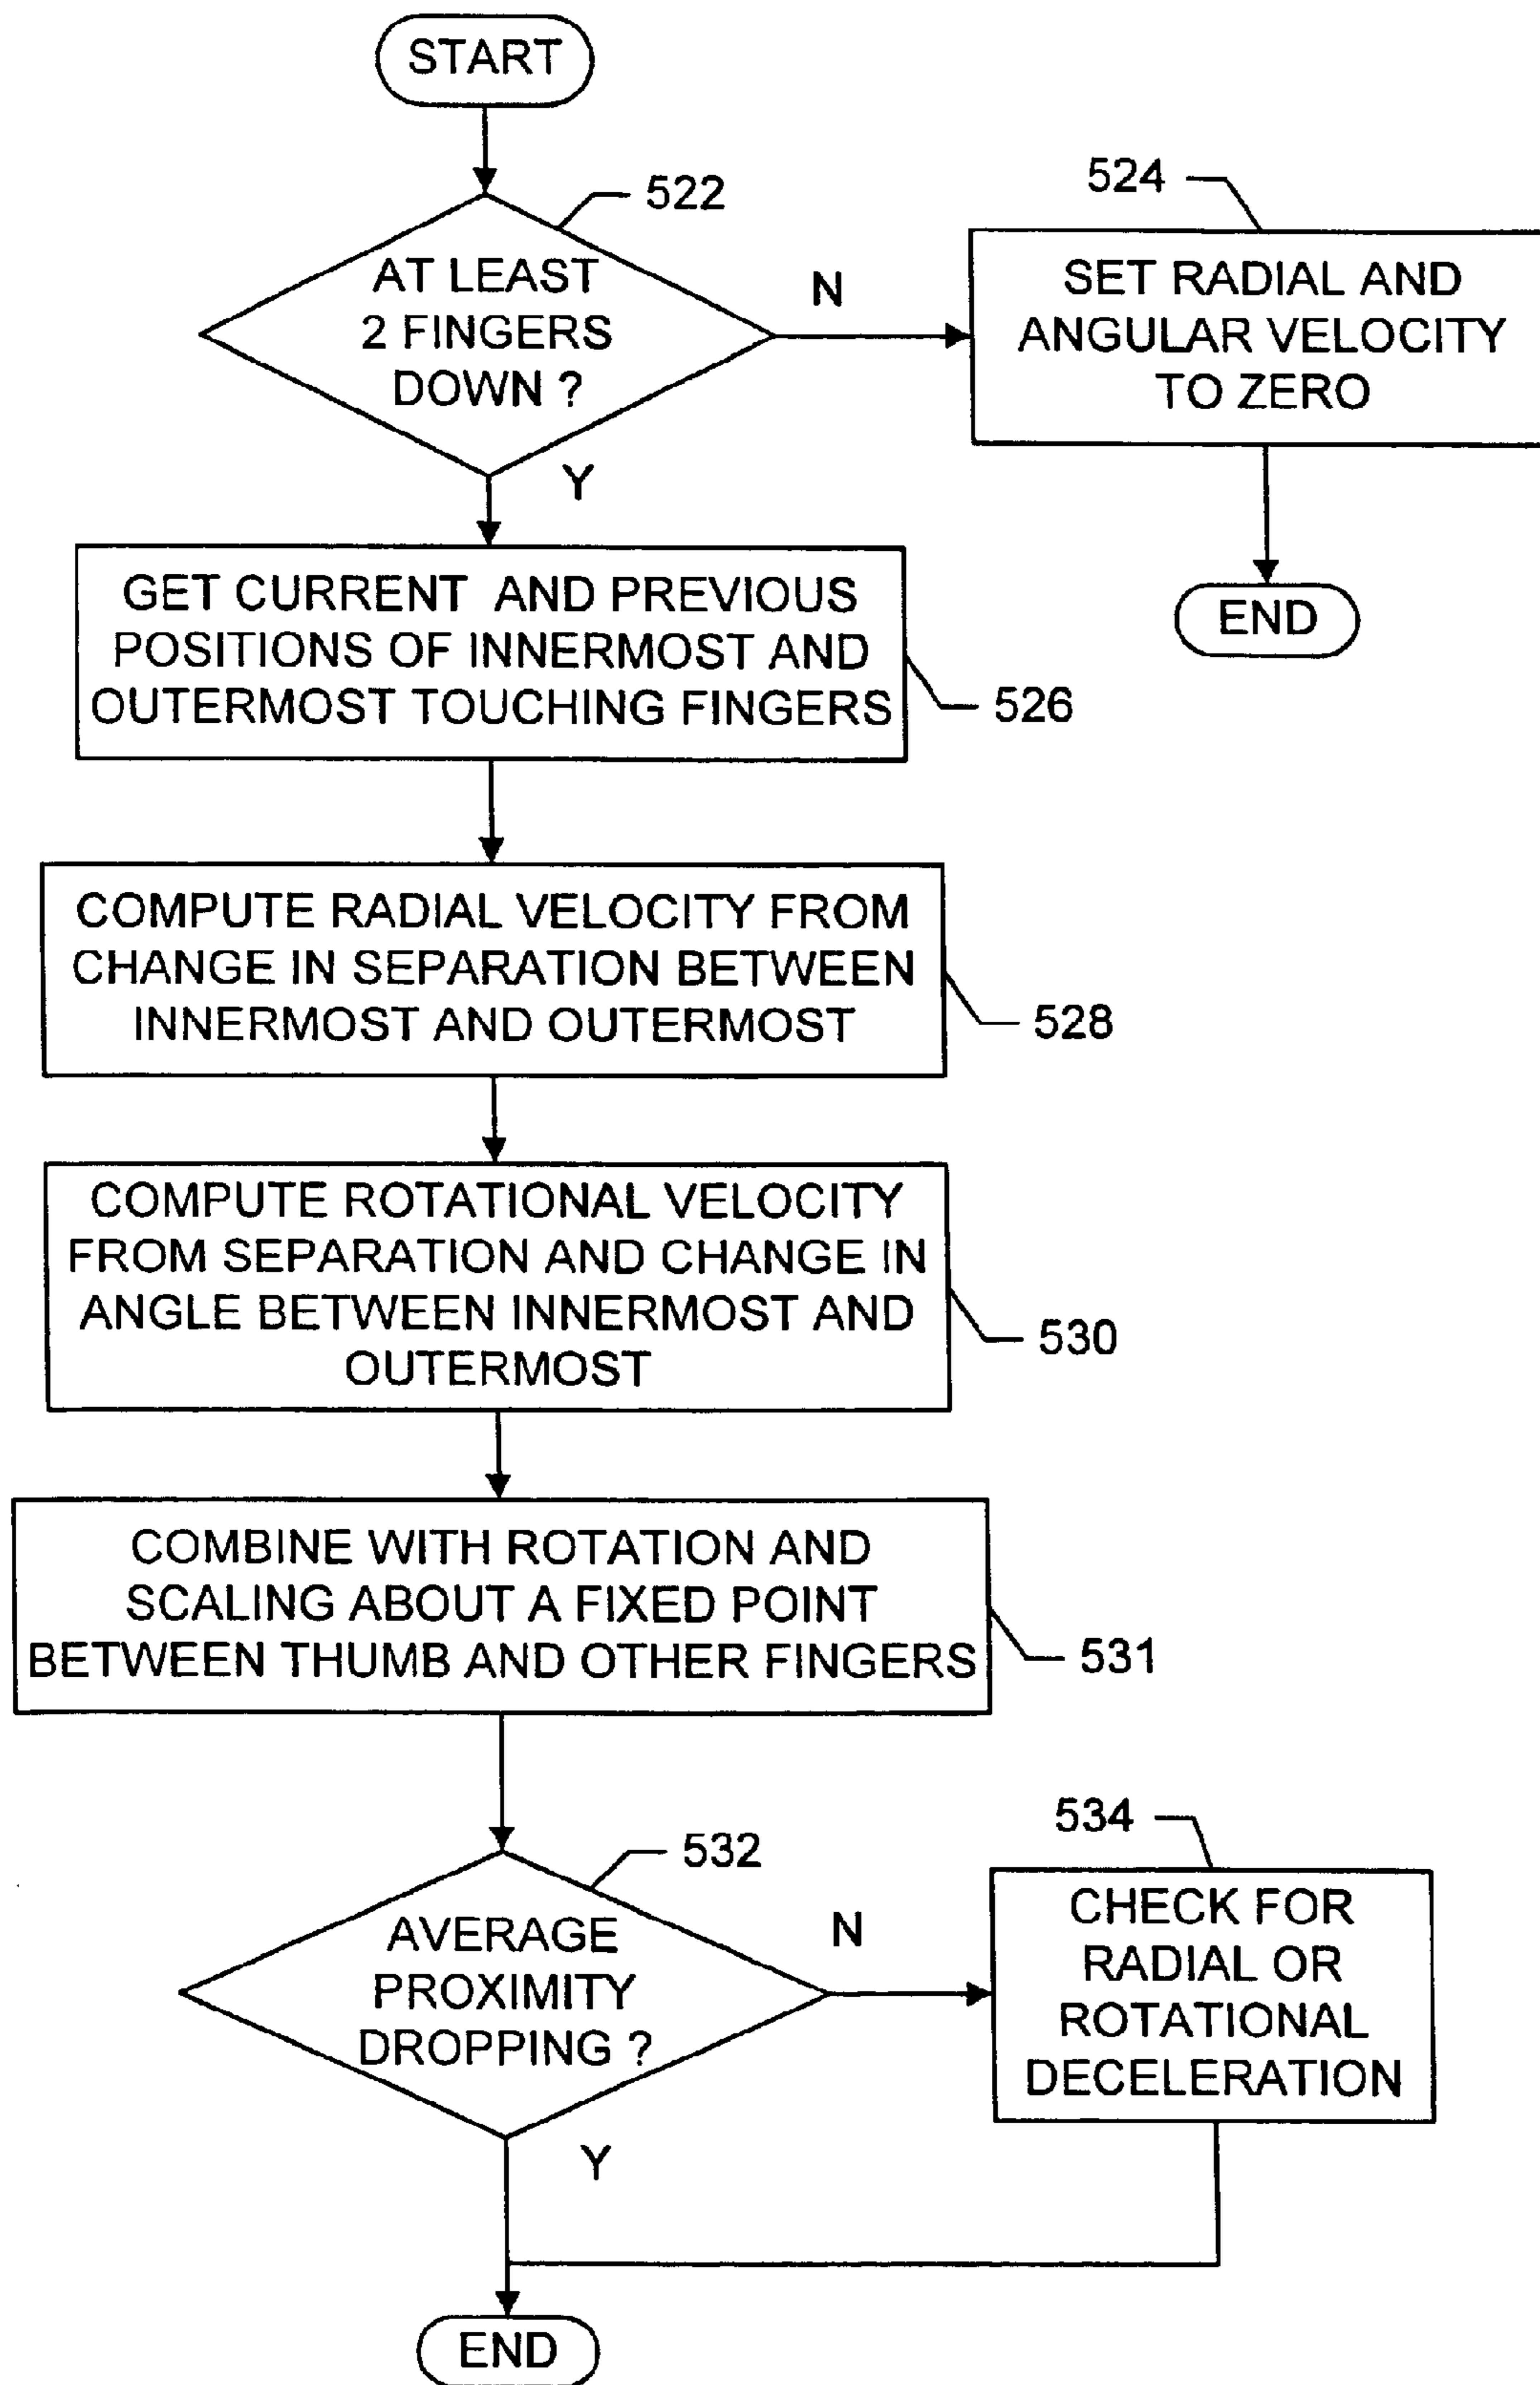 START
522
AT LEAST
2 FINGERS
DOWN ?
N
524
SET RADIAL AND
ANGULAR VELOCITY
TO ZERO
END
Y
GET CURRENT AND PREVIOUS
POSITIONS OF INNERMOST AND
OUTERMOST TOUCHING FINGERS
526
COMPUTE RADIAL VELOCITY FROM
CHANGE IN SEPARATION BETWEEN
INNERMOST AND OUTERMOST
528
COMPUTE ROTATIONAL VELOCITY
FROM SEPARATION AND CHANGE IN
ANGLE BETWEEN INNERMOST AND
OUTERMOST
530
COMBINE WITH ROTATION AND
SCALING ABOUT A FIXED POINT
BETWEEN THUMB AND OTHER FINGERS
531
532
AVERAGE
PROXIMITY
DROPPING ?
N
534
CHECK FOR
RADIAL OR
ROTATIONAL
DECELERATION
Y
END